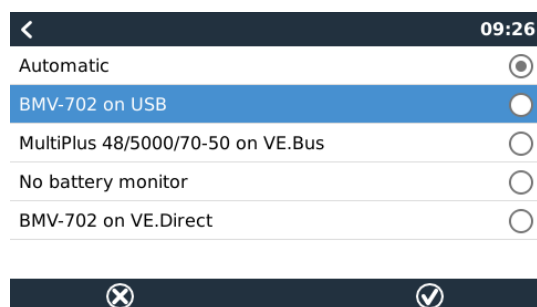 09:26
Automatic
BMV-702 on USB
MultiPlus 48/5000/70-50 on VE.Bus
No battery monitor
BMV-702 on VE.Direct